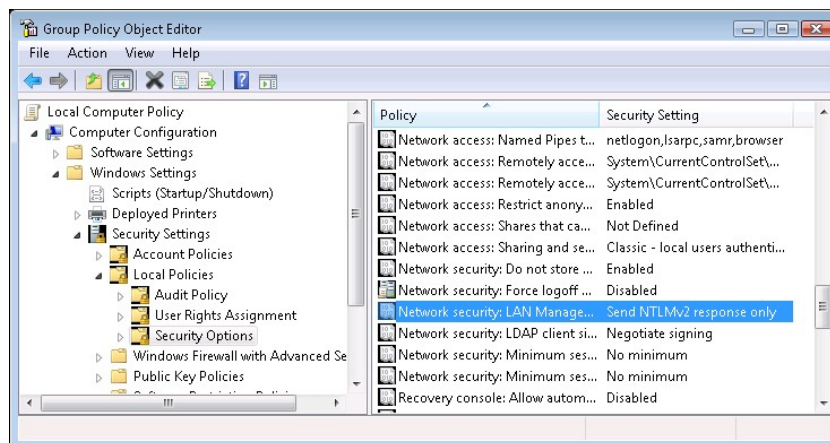 Group Policy Object Editor
File Action View Help
Local Computer Policy
Computer Configuration
Software Settings
Windows Settings
Scripts (Startup/Shutdown)
Deployed Printers
Security Settings
Account Policies
Local Policies
Audit Policy
User Rights Assignment
Security Options
Windows Firewall with Advanced Se
Public Key Policies
Policy Security Setting
Network access: Named Pipes t... netlogon,lsarpc,samr,browser
Network access: Remotely acce... System\CurrentControlSet\...
Network access: Remotely acce... System\CurrentControlSet\...
Network access: Restrict anony... Enabled
Network access: Shares that ca... Not Defined
Network access: Sharing and se... Classic - local users authenti...
Network security: Do not store ... Enabled
Network security: Force logoff ... Disabled
Network security: LAN Manage... Send NTLMv2 response only
Network security: LDAP client si... Negotiate signing
Network security: Minimum ses... No minimum
Network security: Minimum ses... No minimum
Recovery console: Allow autom... Disabled